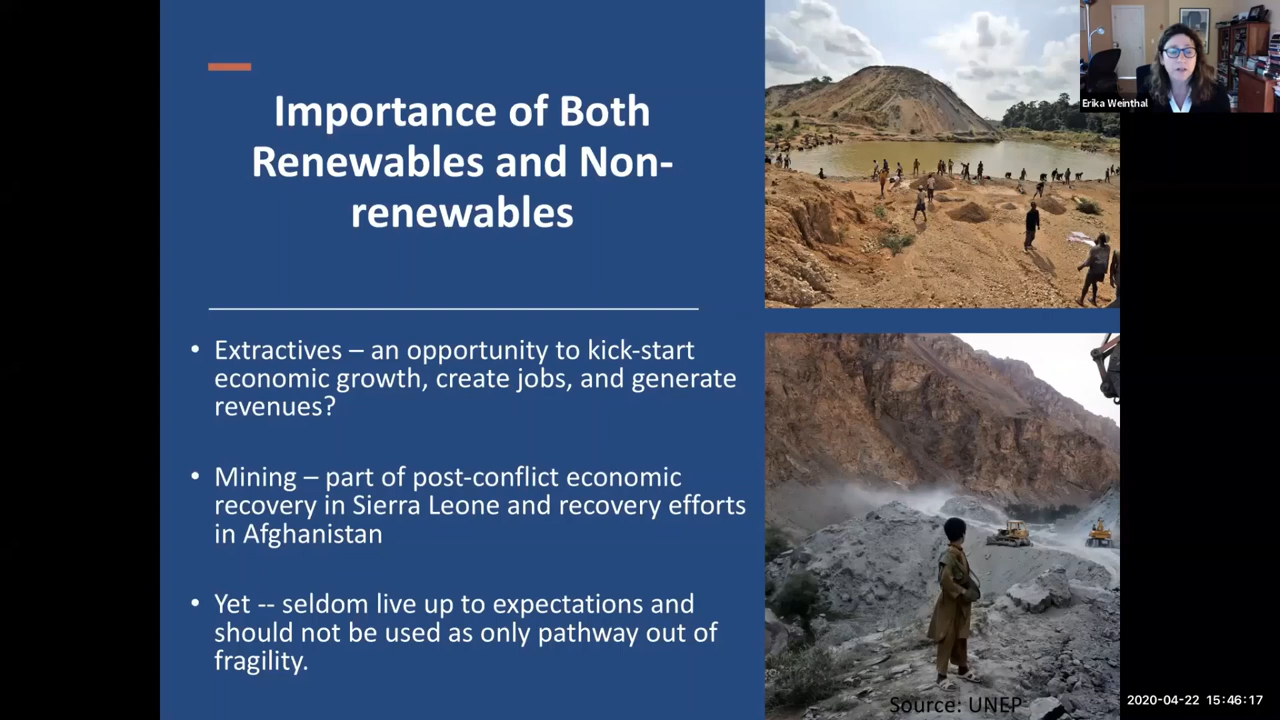 Importance of Both
Renewables and Non-
renewables
• Extractives – an opportunity to kick-start
economic growth, create jobs, and generate
revenues?
• Mining – part of post-conflict economic
recovery in Sierra Leone and recovery efforts
in Afghanistan
• Yet -- seldom live up to expectations and
should not be used as only pathway out of
fragility.
Erika Weinthal
Source: UNEP
2020-04-22 15:46:17